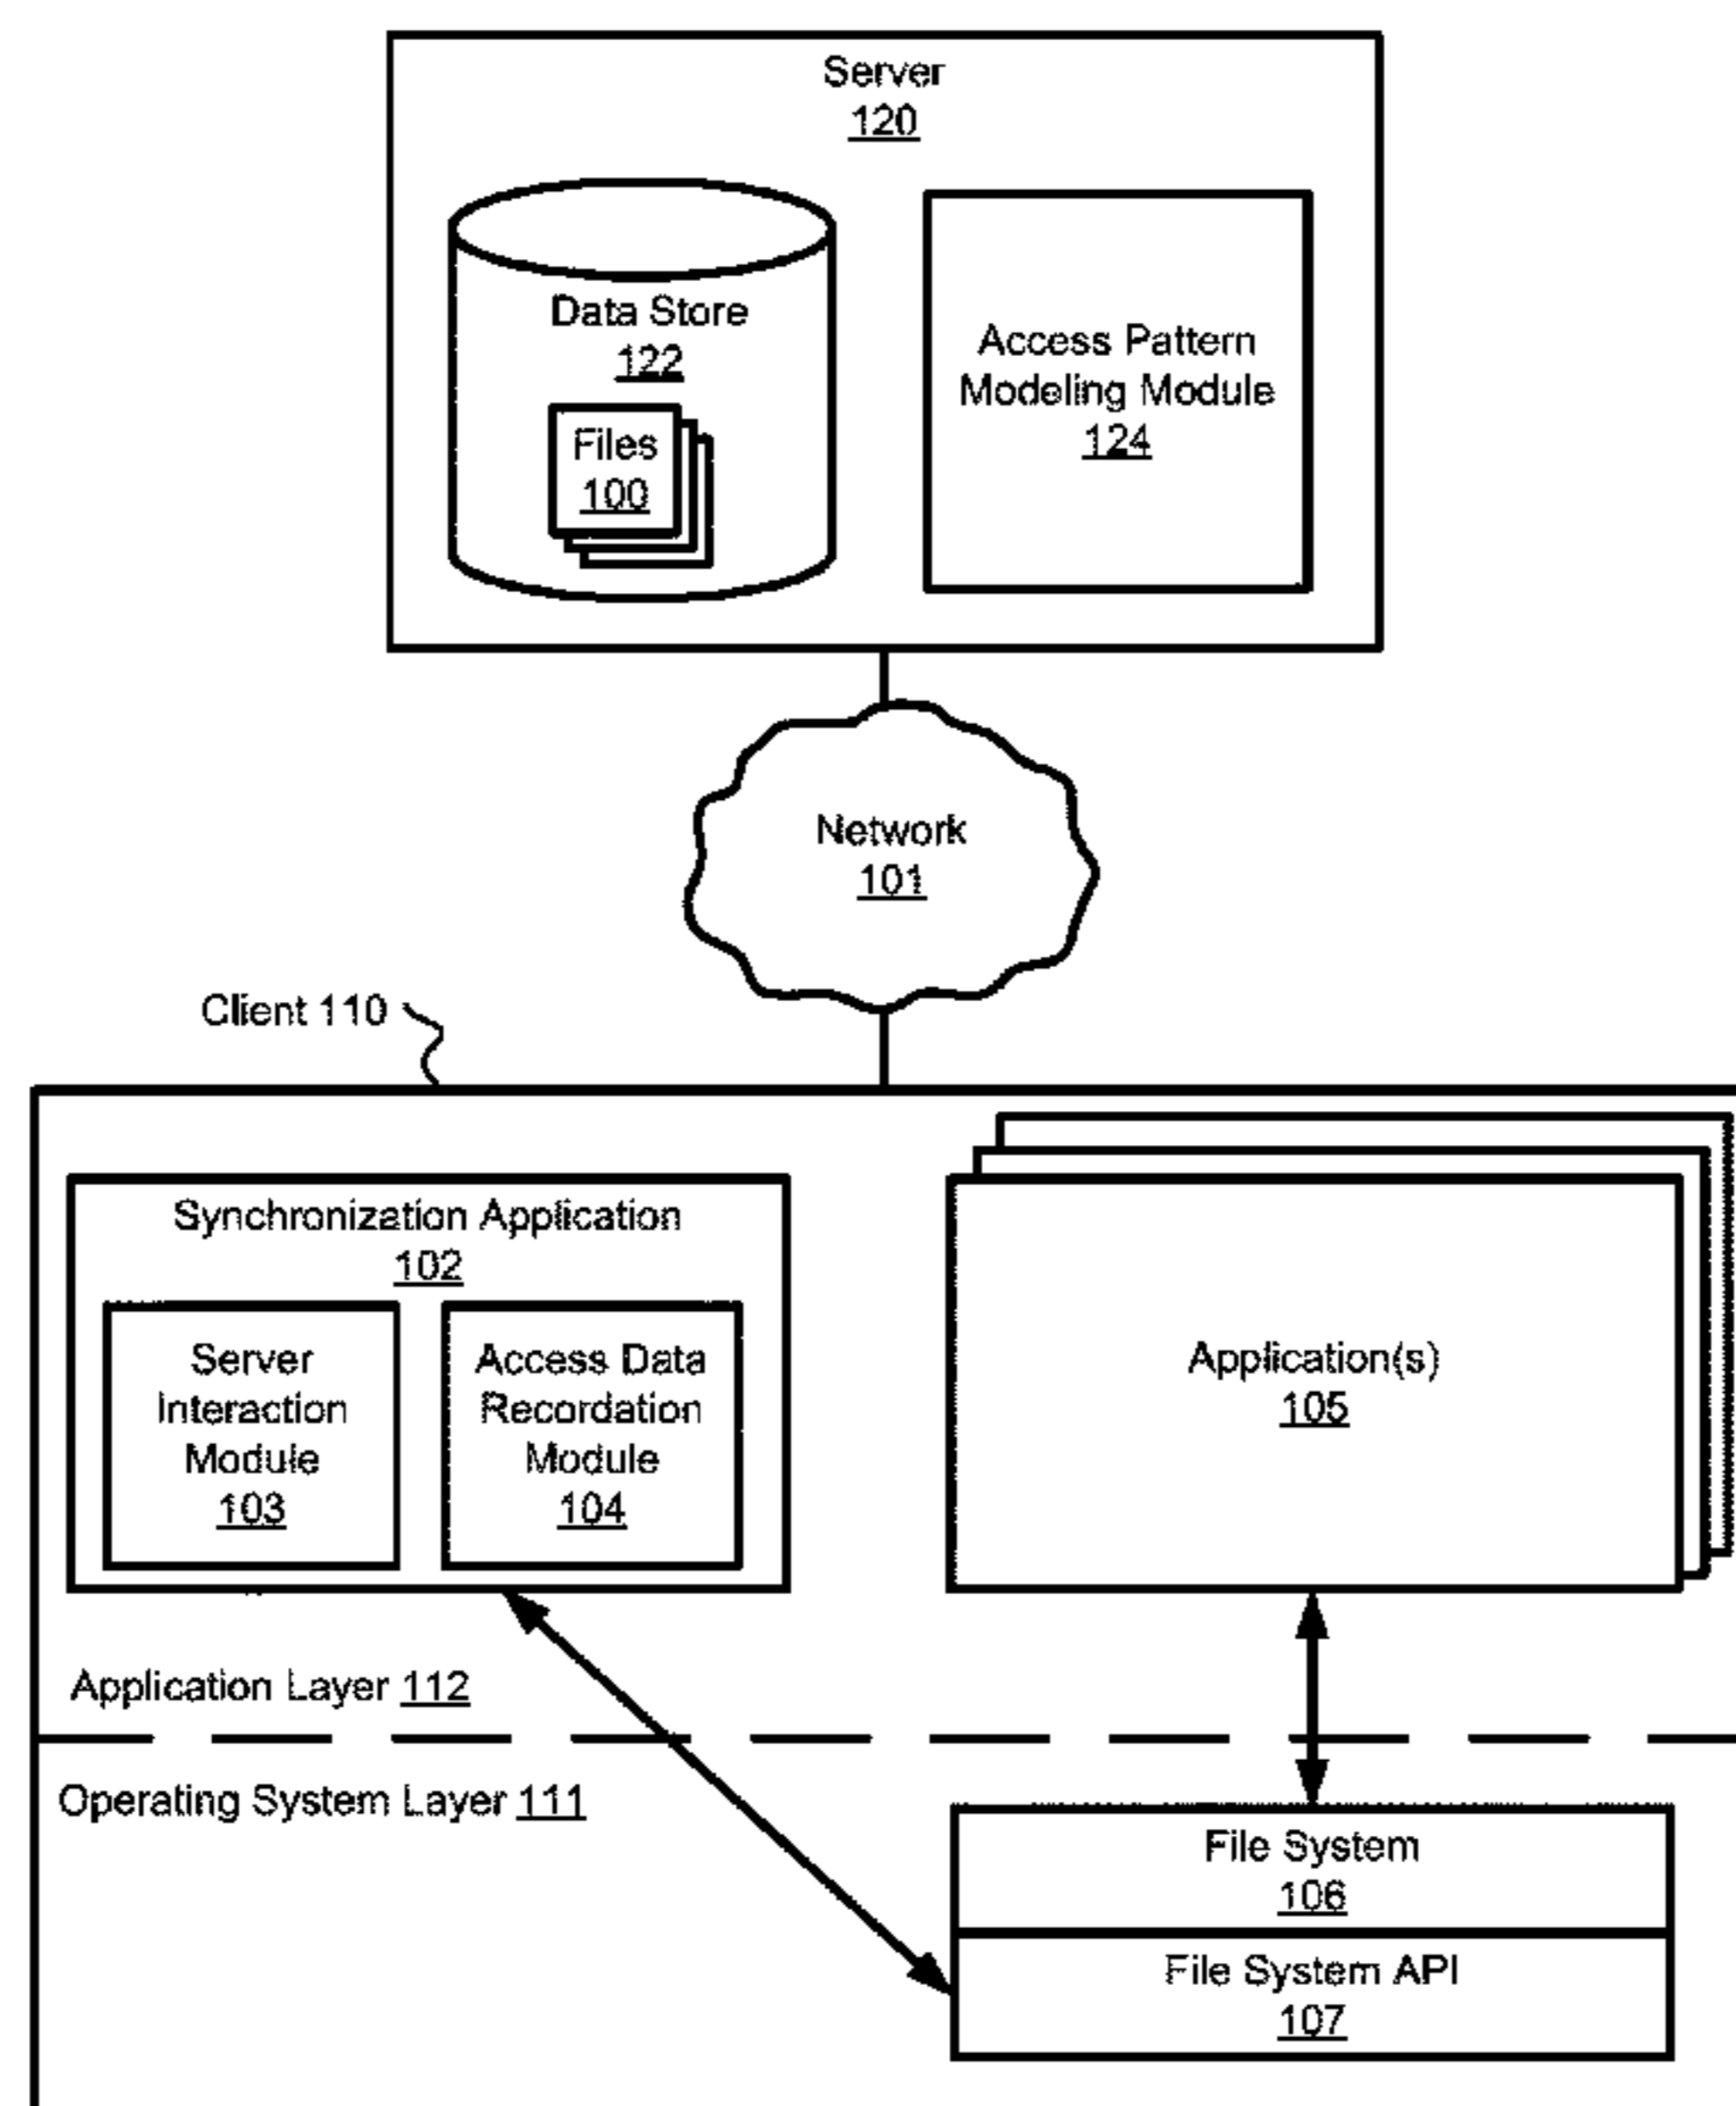 Server
120
Data Store
122
Files
100
Access Pattern
Modeling Module
124
Network
101
Client 110
Synchronization Application
102
Server
Interaction
Module
103
Access Data
Recordation
Module
104
Application(s)
105
Application Layer 112
Operating System Layer 111
File System
106
File System API
107